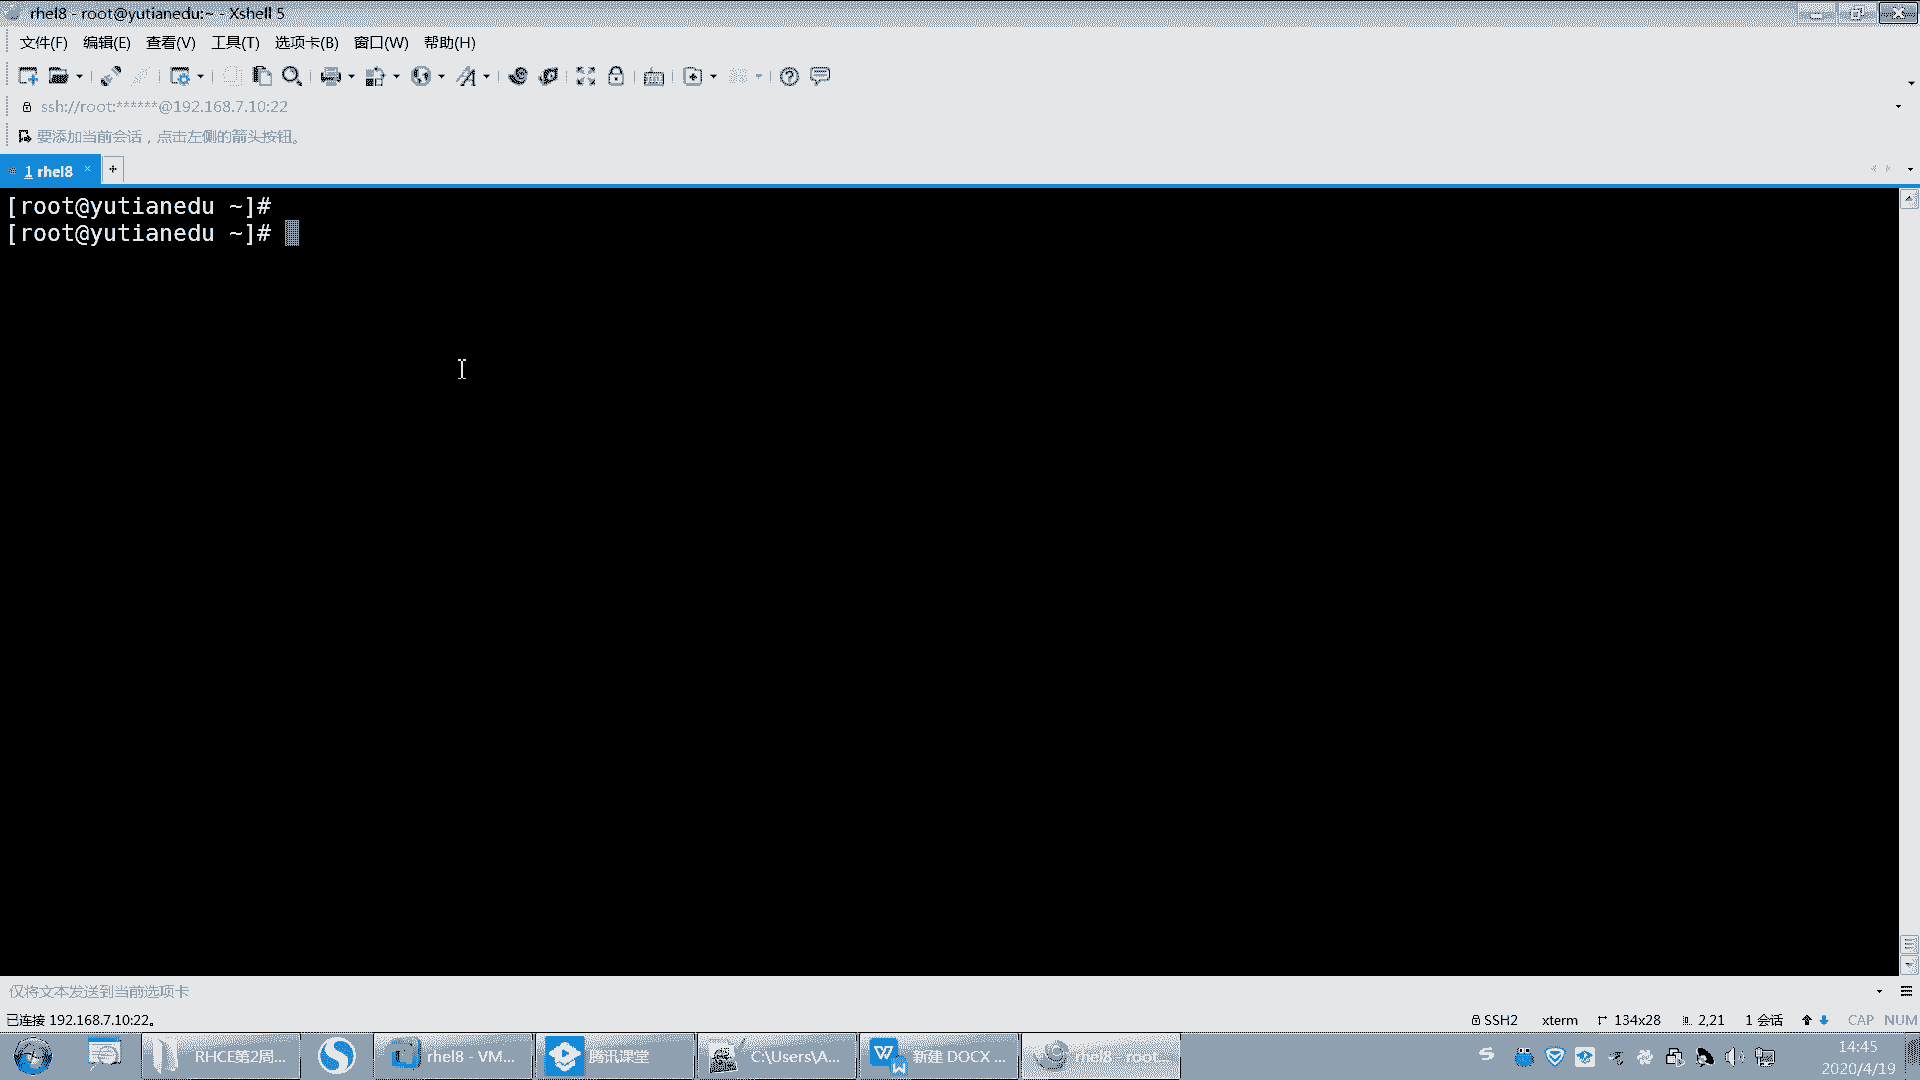 rhel8 - root@yutianedu:~ - Xshell 5
文件(F) 编辑(E) 查看(V) 工具(T) 选项卡(B) 窗口(W) 帮助(H)
ssh://root:******@192.168.7.10:22
要添加当前会话，点击左侧的箭头按钮。
1 rhel8
[root@yutianedu ~]#
[root@yutianedu ~]#
仅将文本发送到当前选项卡
已连接 192.168.7.10:22。 SSH2 xterm 134x28 2,21 1 会话 CAP NUM
RHCE第2周... rhel8 - VM... 腾讯课堂 C:\Users\A... 新建 DOCX ... rhel8 - root... 14:45
2020/4/19